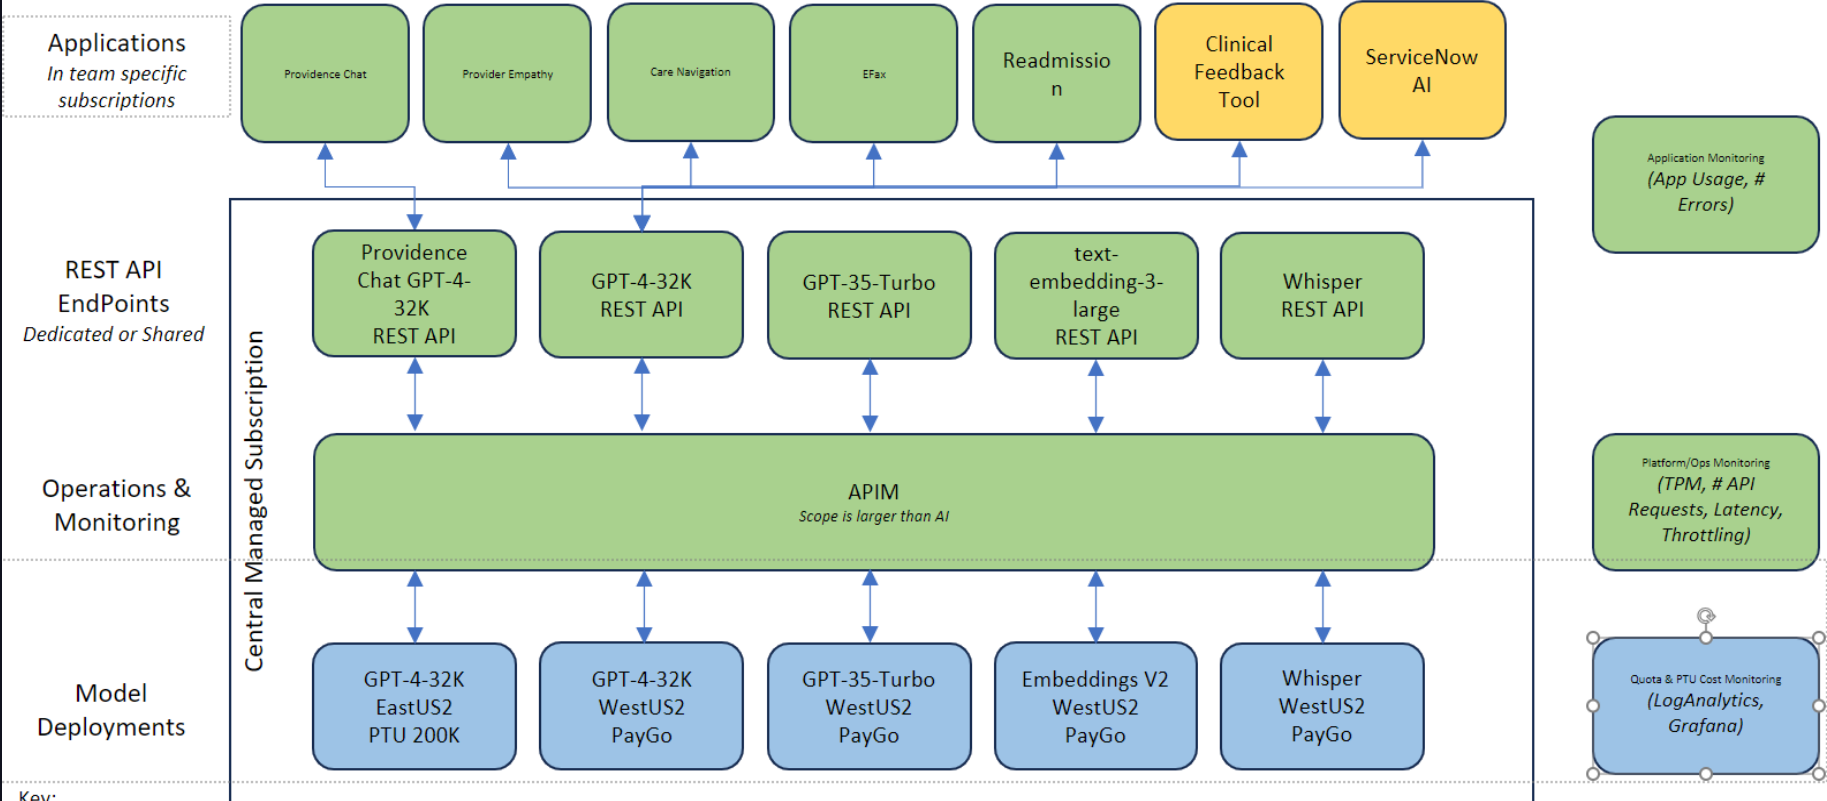 Applications
In team specific
subscriptions
Providence Chat
Provider Empathy
Care Navigation
EFax
Readmissio
n
Clinical
Feedback
Tool
ServiceNow
AI
Application Monitoring
(App Usage, #
Errors)
REST API
EndPoints
Dedicated or Shared
Central Managed Subscription
Providence
Chat GPT-4-
32K
REST API
GPT-4-32K
REST API
GPT-35-Turbo
REST API
text-
embedding-3-
large
REST API
Whisper
REST API
Operations &
Monitoring
APIM
Scope is larger than AI
Platform/Ops Monitoring
(TPM, # API
Requests, Latency,
Throttling)
Model
Deployments
GPT-4-32K
EastUS2
PTU 200K
GPT-4-32K
WestUS2
PayGo
GPT-35-Turbo
WestUS2
PayGo
Embeddings V2
WestUS2
PayGo
Whisper
WestUS2
PayGo
Quota & PTU Cost Monitoring
(LogAnalytics,
Grafana)
Key: